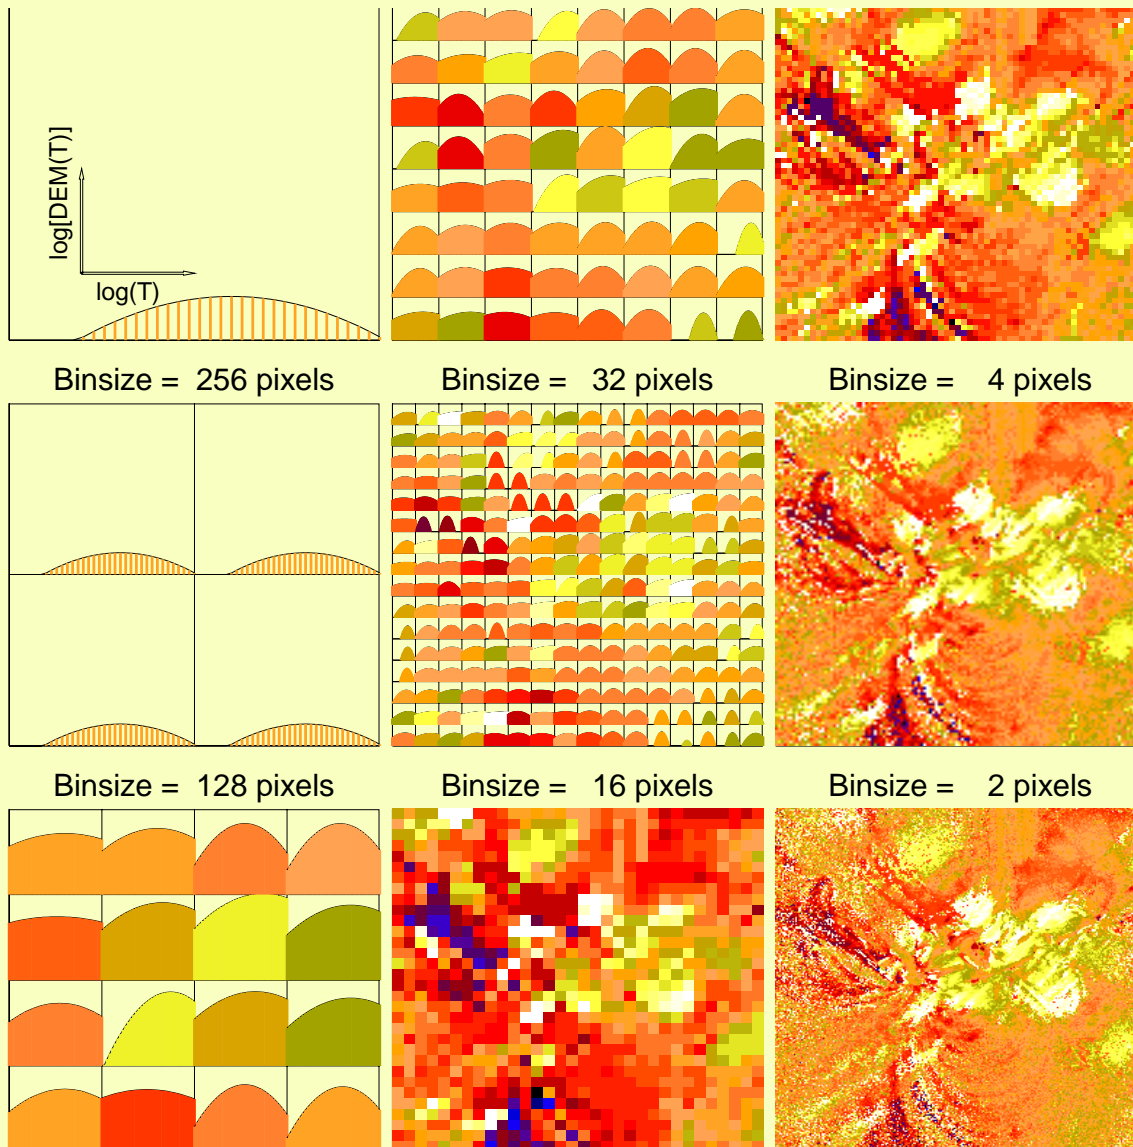 log[DEM(T)]
log(T)
Binsize = 256 pixels
Binsize = 32 pixels
Binsize = 4 pixels
Binsize = 128 pixels
Binsize = 16 pixels
Binsize = 2 pixels